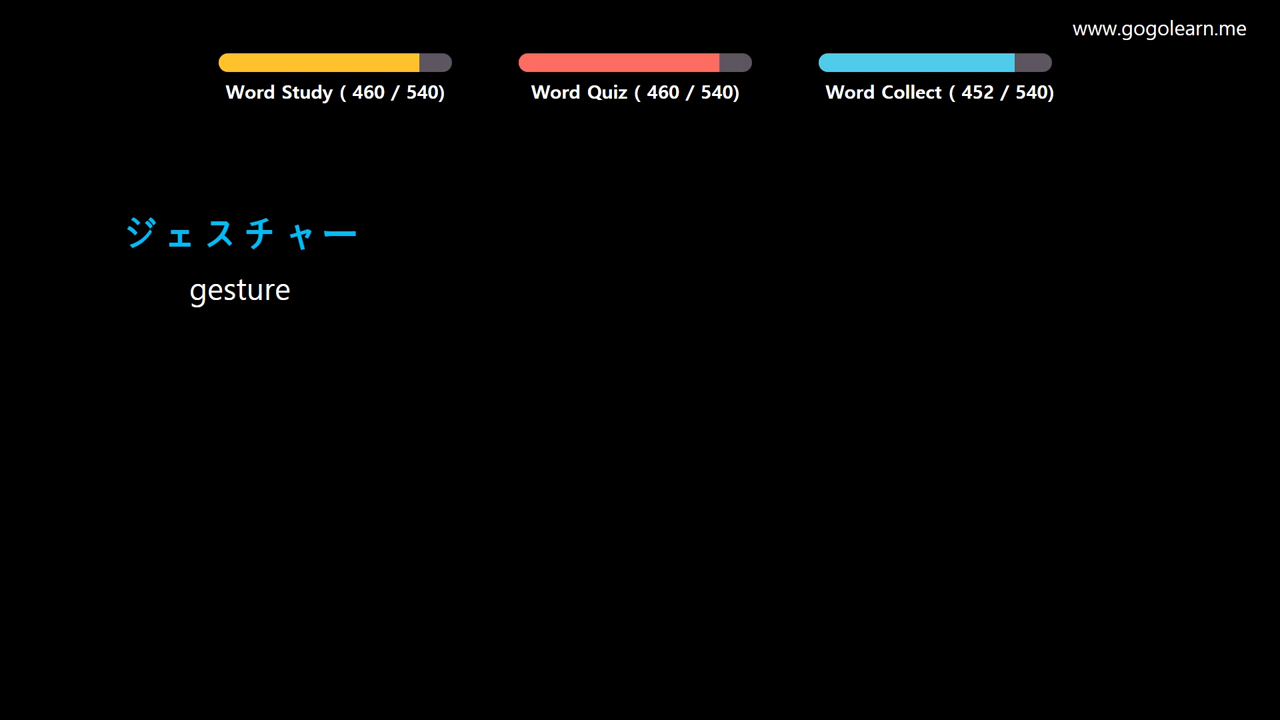 www.gogolearn.me
Word Study ( 460 / 540)
Word Quiz ( 460 / 540)
Word Collect ( 452 / 540)
ジェスチャー
gesture